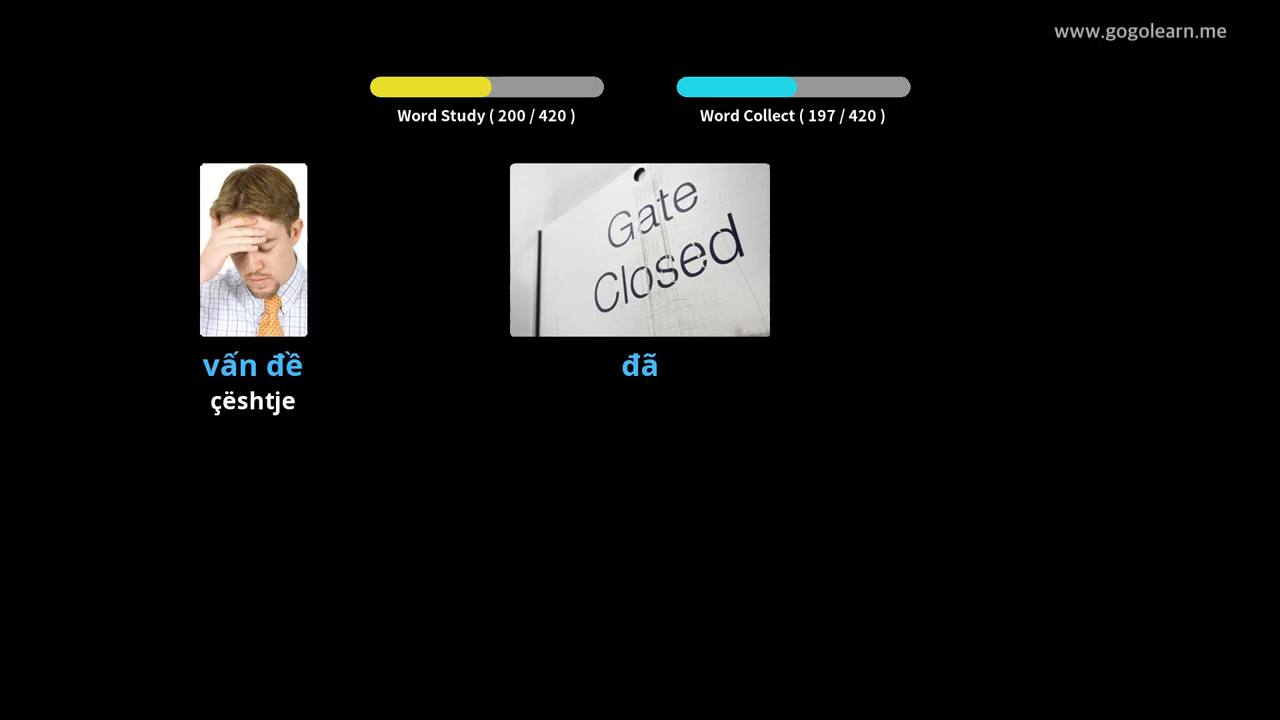 www.gogolearn.me
Word Study ( 200 / 420 )
Word Collect ( 197 / 420 )
Gate
Closed
vấn đề
çështje
đã